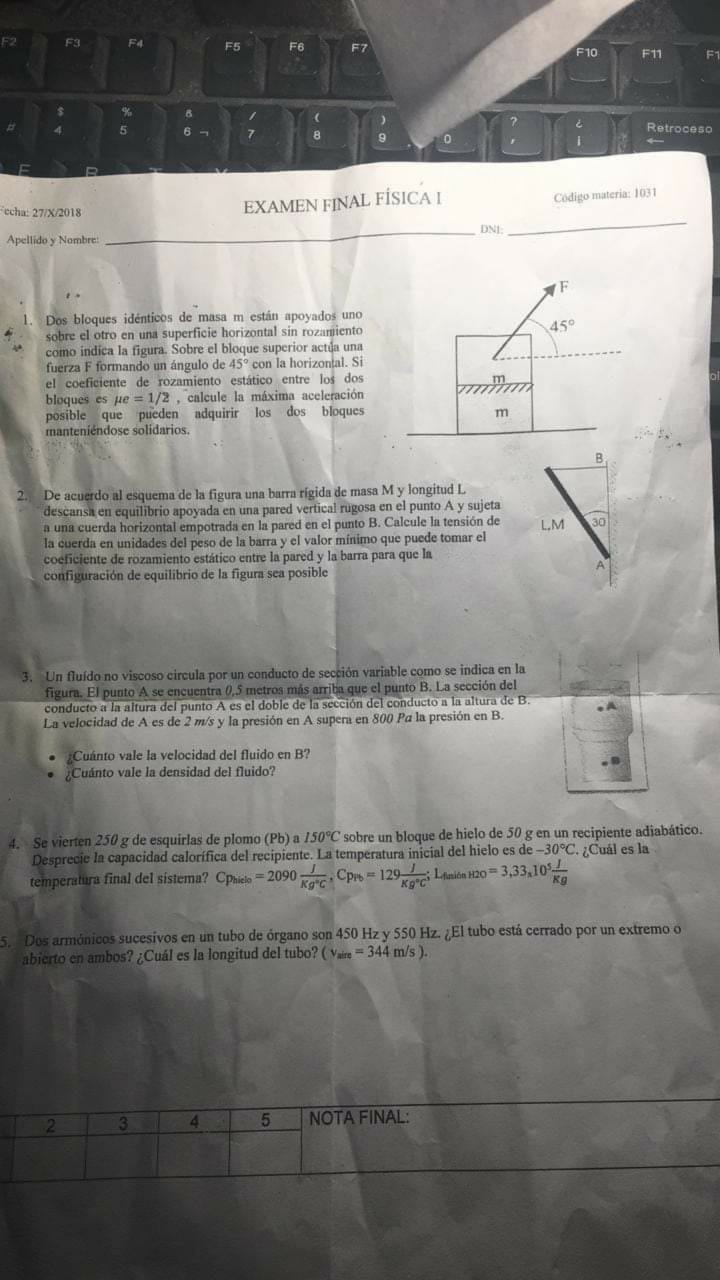 F2 F3 F4 F5 F6 F7 F10 F11 F1
# $ 4 % 5 & 6 ¬ / 7 ( 8 ) 9 0 ? ' ¿ ¡ Retroceso
echa: 27/X/2018 EXAMEN FINAL FÍSICA I Código materia: 1031
Apellido y Nombre: DNI:
1. Dos bloques idénticos de masa m están apoyados uno
sobre el otro en una superficie horizontal sin rozamiento
como indica la figura. Sobre el bloque superior actúa una
fuerza F formando un ángulo de 45° con la horizontal. Si
el coeficiente de rozamiento estático entre los dos
bloques es μe = 1/2 , calcule la máxima aceleración
posible que pueden adquirir los dos bloques
manteniéndose solidarios.
F
45°
m
m
2. De acuerdo al esquema de la figura una barra rígida de masa M y longitud L
descansa en equilibrio apoyada en una pared vertical rugosa en el punto A y sujeta
a una cuerda horizontal empotrada en la pared en el punto B. Calcule la tensión de
la cuerda en unidades del peso de la barra y el valor mínimo que puede tomar el
coeficiente de rozamiento estático entre la pared y la barra para que la
configuración de equilibrio de la figura sea posible
B
L,M 30
A
3. Un fluído no viscoso circula por un conducto de sección variable como se indica en la
figura. El punto A se encuentra 0,5 metros más arriba que el punto B. La sección del
conducto a la altura del punto A es el doble de la sección del conducto a la altura de B.
La velocidad de A es de 2 m/s y la presión en A supera en 800 Pa la presión en B.
• ¿Cuánto vale la velocidad del fluido en B?
• ¿Cuánto vale la densidad del fluido?
A
B
4. Se vierten 250 g de esquirlas de plomo (Pb) a 150°C sobre un bloque de hielo de 50 g en un recipiente adiabático.
Desprecie la capacidad calorífica del recipiente. La temperatura inicial del hielo es de −30°C. ¿Cuál es la
temperatura final del sistema? Cphielo = 2090 J/Kg°C , CpPb = 129 J/Kg°C; Lfusión H2O = 3,33x10⁵ J/Kg
5. Dos armónicos sucesivos en un tubo de órgano son 450 Hz y 550 Hz. ¿El tubo está cerrado por un extremo o
abierto en ambos? ¿Cuál es la longitud del tubo? ( vaire = 344 m/s ).
2 3 4 5 NOTA FINAL: